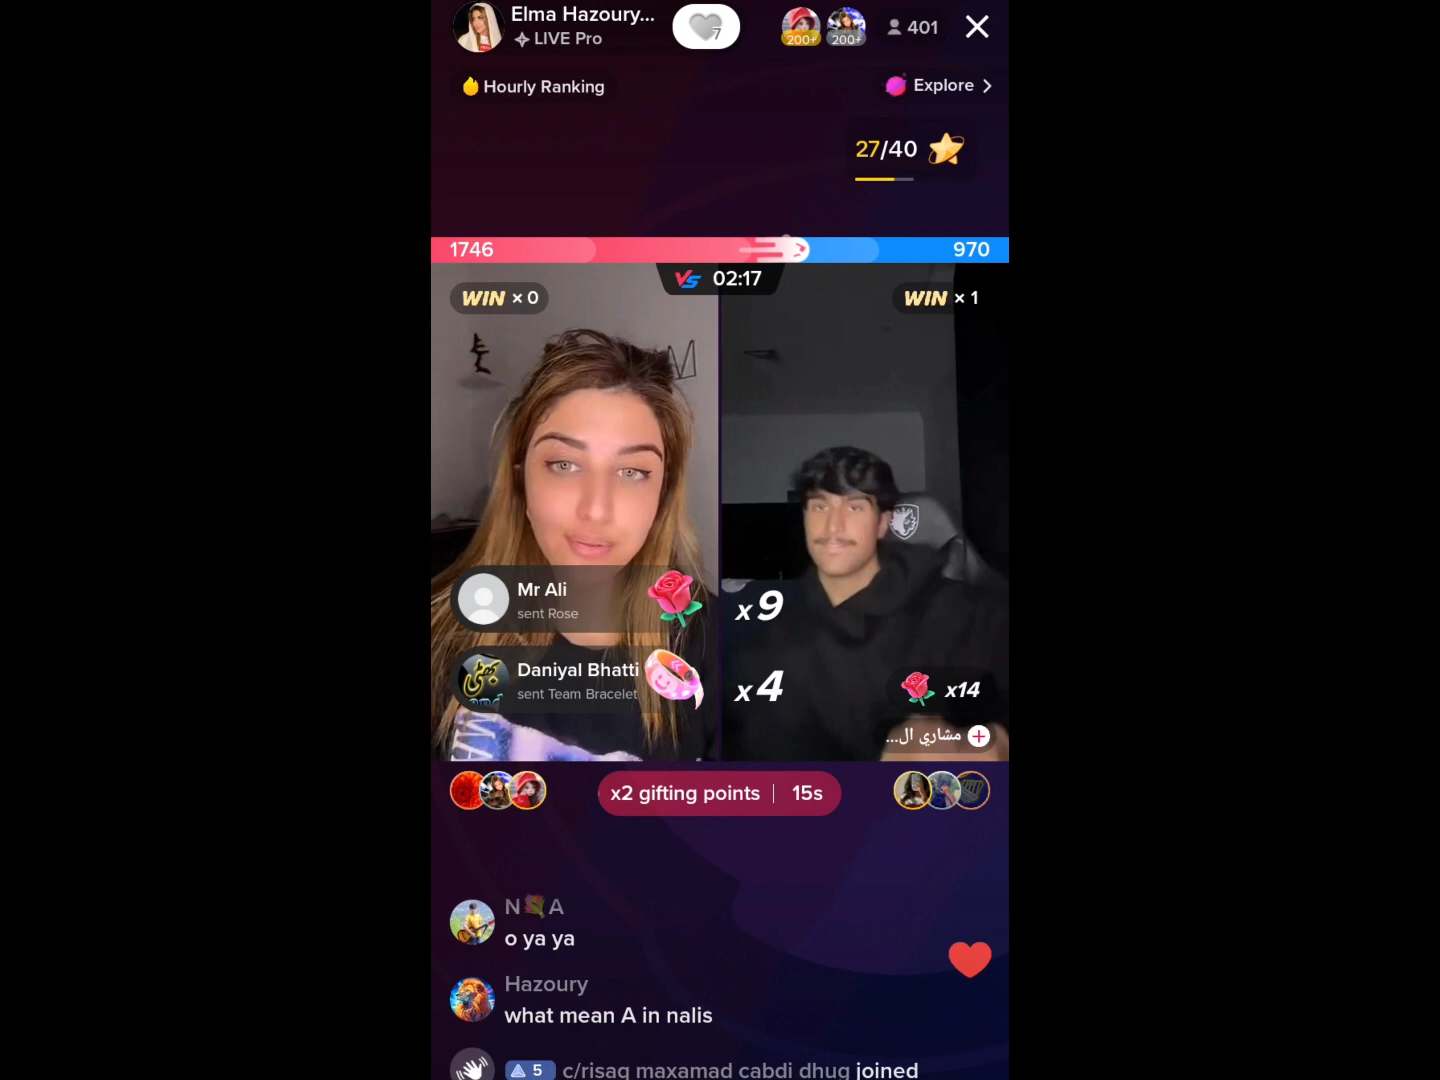 Elma Hazoury...
LIVE Pro
7
200+
200+
401
Hourly Ranking
Explore
27/40
1746
970
VS 02:17
WIN × 0
WIN × 1
Mr Ali
sent Rose
x9
Daniyal Bhatti
sent Team Bracelet
x4
x14
مشاري ال...
x2 gifting points | 15s
N A
o ya ya
Hazoury
what mean A in nalis
5 c/risaq maxamad cabdi dhug joined